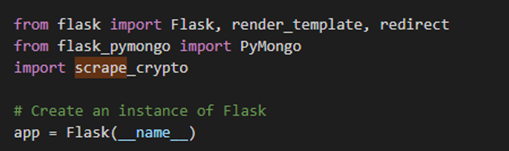 from flask import Flask, render_template, redirect
from flask_pymongo import PyMongo
import scrape_crypto
# Create an instance of Flask
app = Flask(__name__)